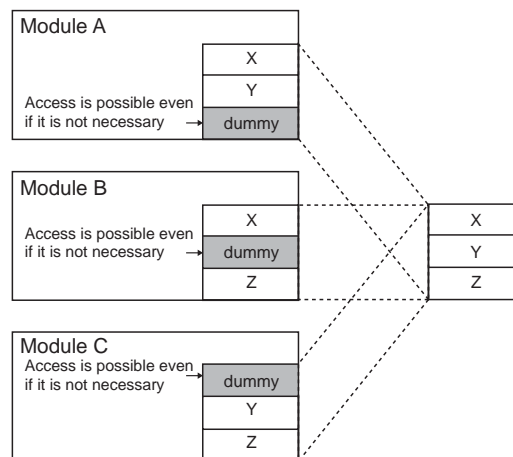 Module A
X
Y
Access is possible even
if it is not necessary
dummy
Module B
X
Access is possible even
if it is not necessary
dummy
Z
X
Y
Z
Module C
Access is possible even
if it is not necessary
dummy
Y
Z